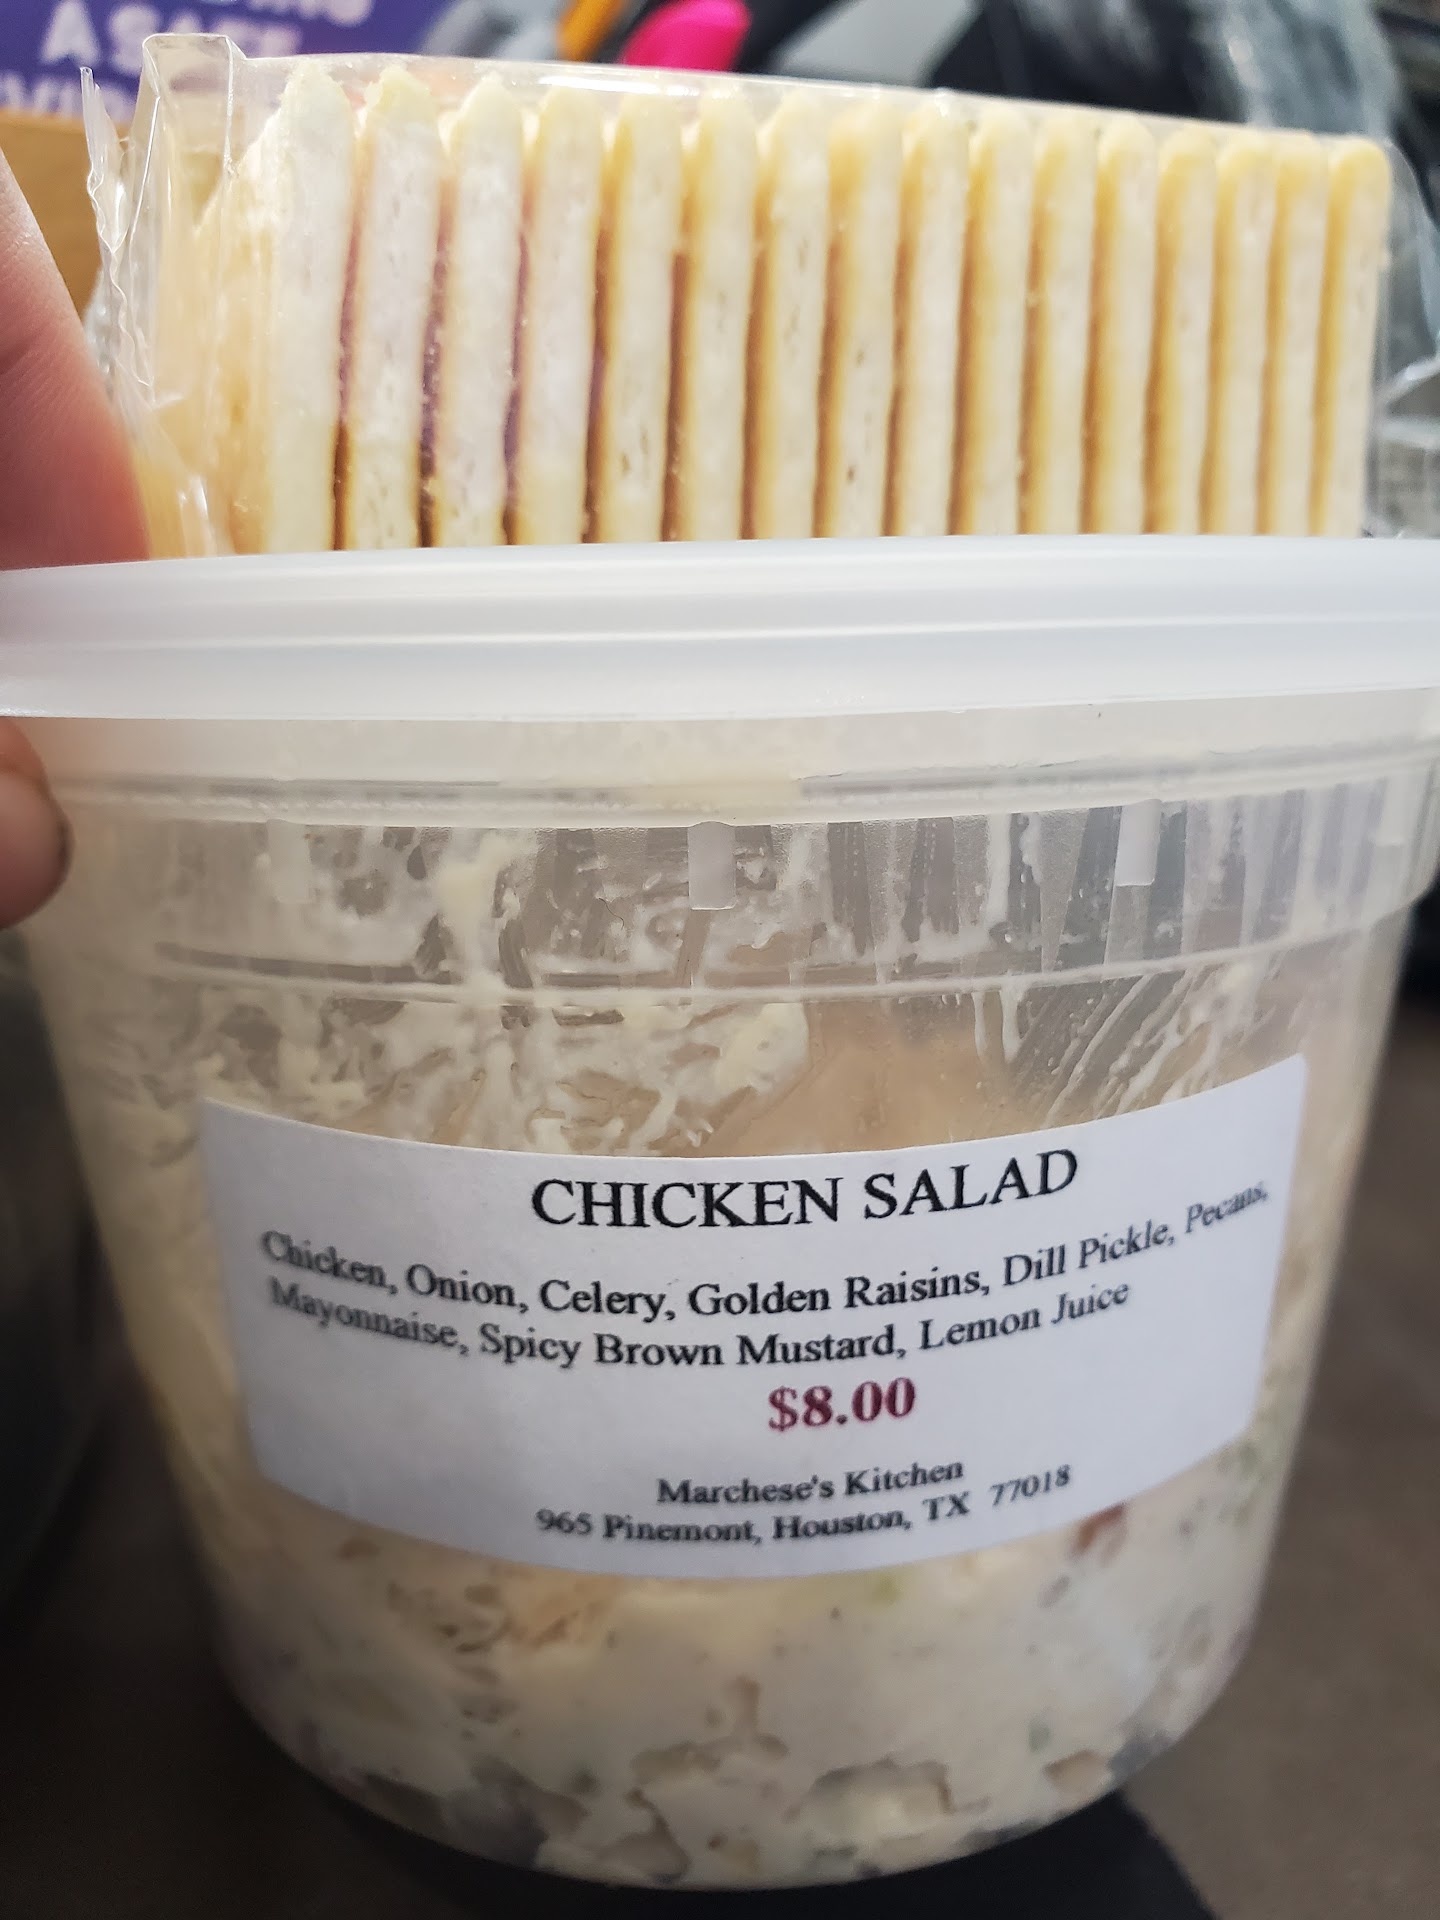 A SAFE
CHICKEN SALAD
Chicken, Onion, Celery, Golden Raisins, Dill Pickle, Pecans,
Mayonnaise, Spicy Brown Mustard, Lemon Juice
$8.00
Marchese's Kitchen
965 Pinemont, Houston, TX 77018